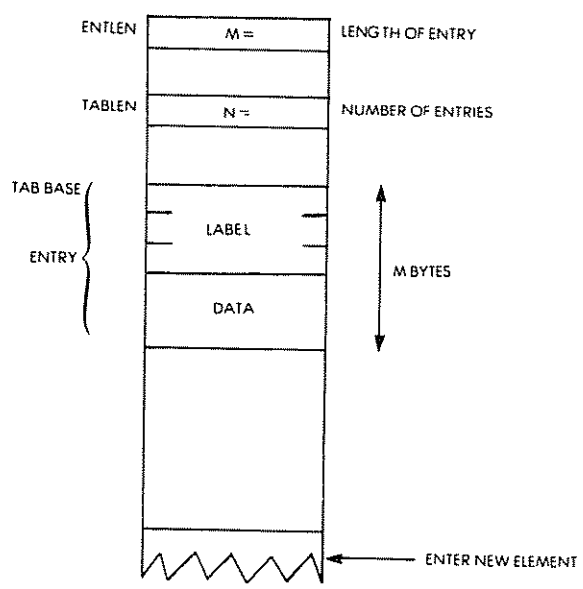 ENTLEN M = LENGTH OF ENTRY
TABLEN N = NUMBER OF ENTRIES
TAB BASE
LABEL
ENTRY
M BYTES
DATA
ENTER NEW ELEMENT